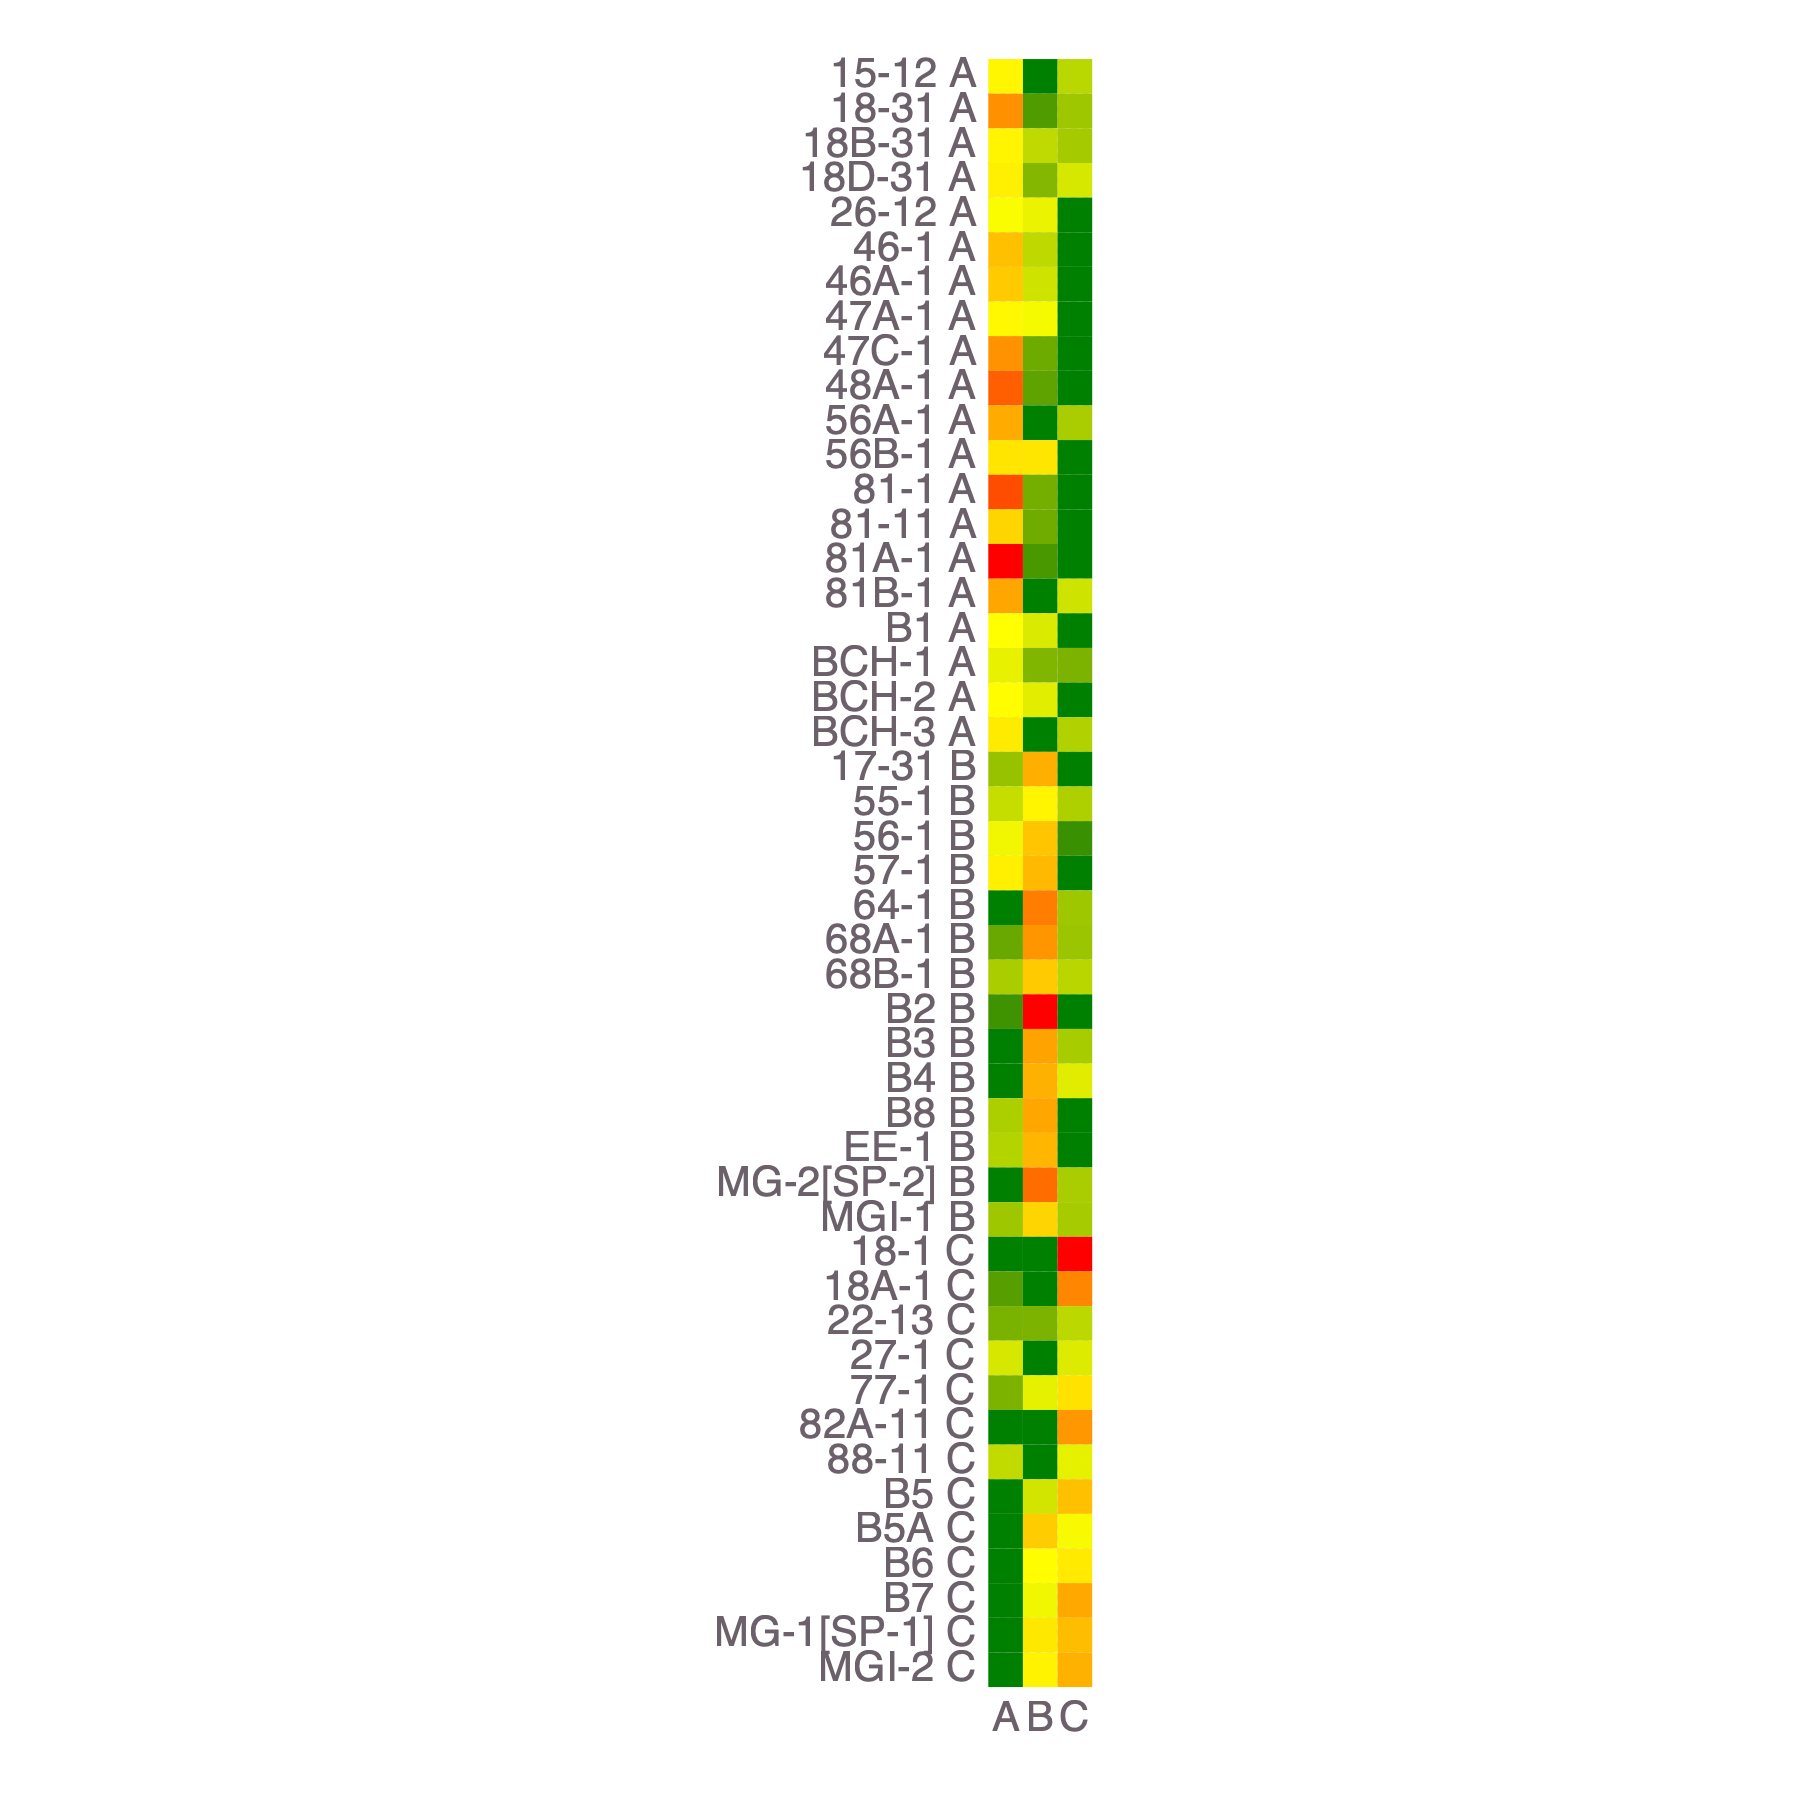 15-12 A
18-31 A
18B-31 A
18D-31 A
26-12 A
46-1 A
46A-1 A
47A-1 A
47C-1 A
48A-1 A
56A-1 A
56B-1 A
81-1 A
81-11 A
81A-1 A
81B-1 A
B1 A
BCH-1 A
BCH-2 A
BCH-3 A
17-31 B
55-1 B
56-1 B
57-1 B
64-1 B
68A-1 B
68B-1 B
B2 B
B3 B
B4 B
B8 B
EE-1 B
MG-2[SP-2] B
MGI-1 B
18-1 C
18A-1 C
22-13 C
27-1 C
77-1 C
82A-11 C
88-11 C
B5 C
B5A C
B6 C
B7 C
MG-1[SP-1] C
MGI-2 C
A B C